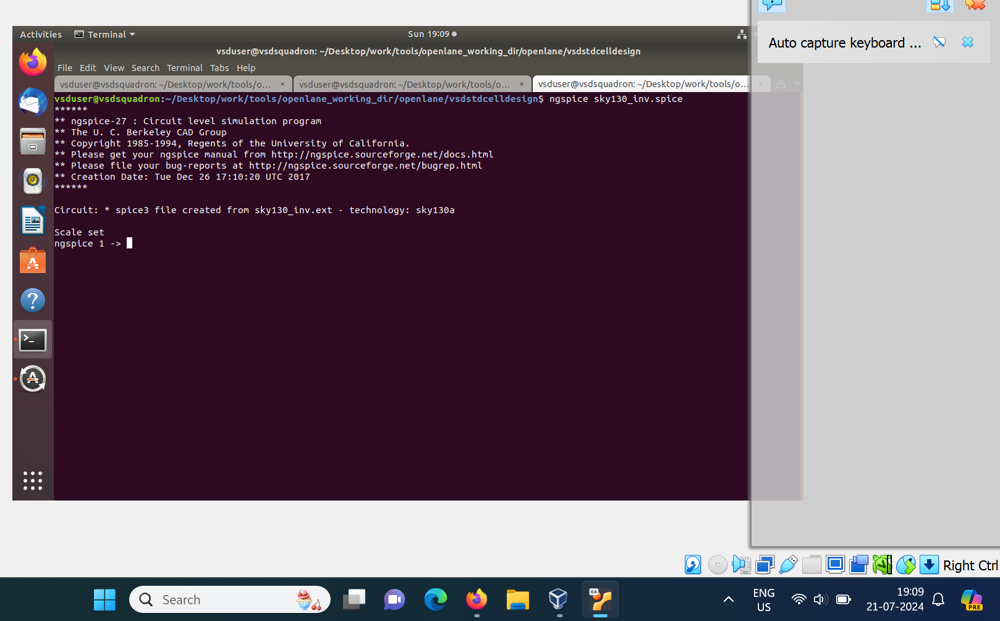 Activities Terminal Sun 19:09
Auto capture keyboard ...
vsduser@vsdsquadron: ~/Desktop/work/tools/openlane_working_dir/openlane/vsdstdcelldesign
File Edit View Search Terminal Tabs Help
vsduser@vsdsquadron: ~/Desktop/work/tools/o... × vsduser@vsdsquadron: ~/Desktop/work/tools/o... × vsduser@vsdsquadron: ~/Desktop/work/tools/o... ×
vsduser@vsdsquadron:~/Desktop/work/tools/openlane_working_dir/openlane/vsdstdcelldesign$ ngspice sky130_inv.spice
******
** ngspice-27 : Circuit level simulation program
** The U. C. Berkeley CAD Group
** Copyright 1985-1994, Regents of the University of California.
** Please get your ngspice manual from http://ngspice.sourceforge.net/docs.html
** Please file your bug-reports at http://ngspice.sourceforge.net/bugrep.html
** Creation Date: Tue Dec 26 17:10:20 UTC 2017
******
Circuit: * spice3 file created from sky130_inv.ext - technology: sky130a
Scale set
ngspice 1 ->
Right Ctrl
Search
64
ENG
US
19:09
21-07-2024
PRE